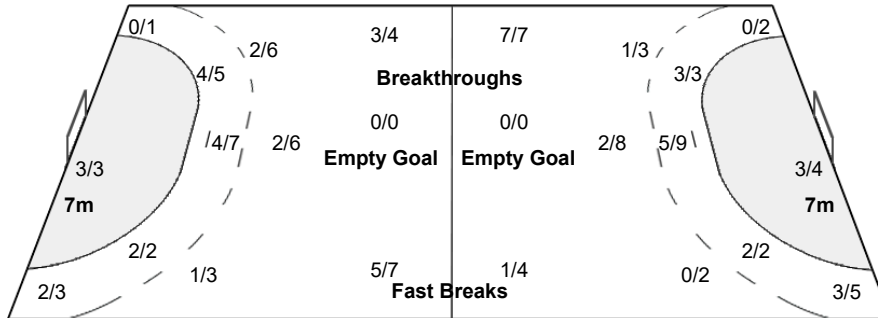 0/1 0/2
3/4 7/7
2/6 1/3
4/5 3/3
Breakthroughs
0/0 0/0
4/7 2/6 2/8 5/9
Empty Goal Empty Goal
3/3 3/4
7m 7m
2/2 2/2
1/3 5/7 1/4 0/2
2/3 Fast Breaks 3/5